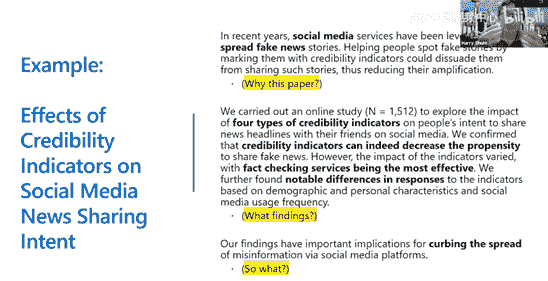 Example:
Effects of
Credibility
Indicators on
Social Media
News Sharing
Intent
In recent years, social media services have been lev
spread fake news stories. Helping people spot fake stories by
marking them with credibility indicators could dissuade them
from sharing such stories, thus reducing their amplification.
• (Why this paper?)
We carried out an online study (N = 1,512) to explore the impact
of four types of credibility indicators on people's intent to share
news headlines with their friends on social media. We confirmed
that credibility indicators can indeed decrease the propensity
to share fake news. However, the impact of the indicators varied,
with fact checking services being the most effective. We
further found notable differences in responses to the indicators
based on demographic and personal characteristics and social
media usage frequency.
• (What findings?)
Our findings have important implications for curbing the spread
of misinformation via social media platforms.
• (So what?)
bilibili